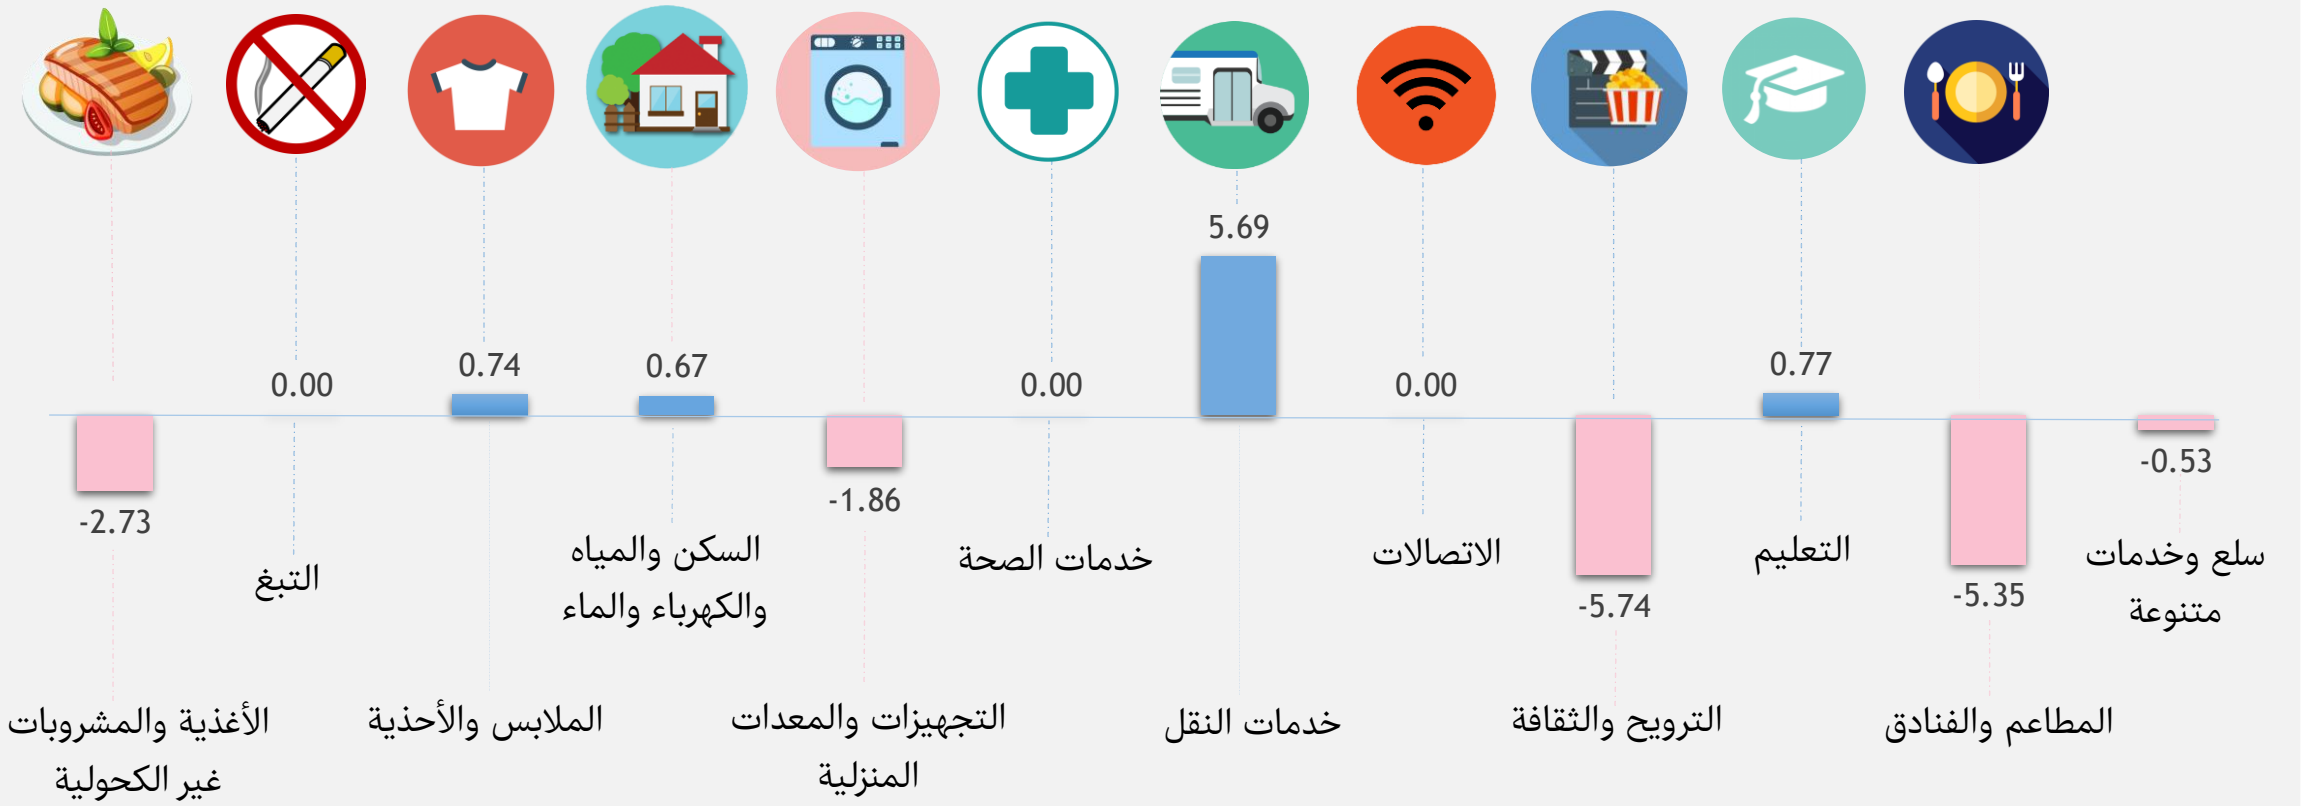 5.69
0.00
0.74
0.67
0.00
0.00
0.77
-2.73
-1.86
-5.74
-5.35
-0.53
التبغ
السكن والمياه
والكهرباء والماء
خدمات الصحة
الاتصالات
التعليم
سلع وخدمات
متنوعة
الأغذية والمشروبات
غير الكحولية
الملابس والأحذية
التجهيزات والمعدات
المنزلية
خدمات النقل
الترويح والثقافة
المطاعم والفنادق